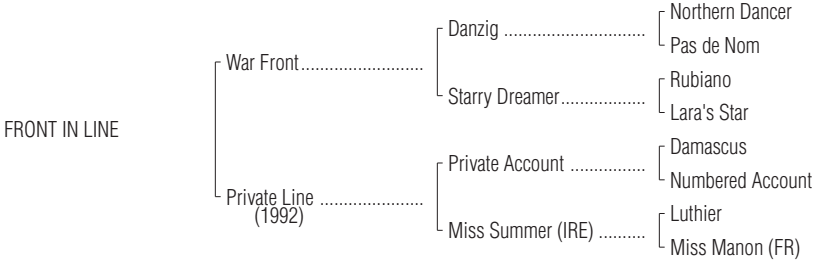 Northern Dancer
Danzig ..............................
Pas de Nom
War Front..........................
Rubiano
Starry Dreamer..................
Lara's Star
FRONT IN LINE
Damascus
Private Account ................
Numbered Account
Private Line ......................
(1992)
Luthier
Miss Summer (IRE) ..........
Miss Manon (FR)